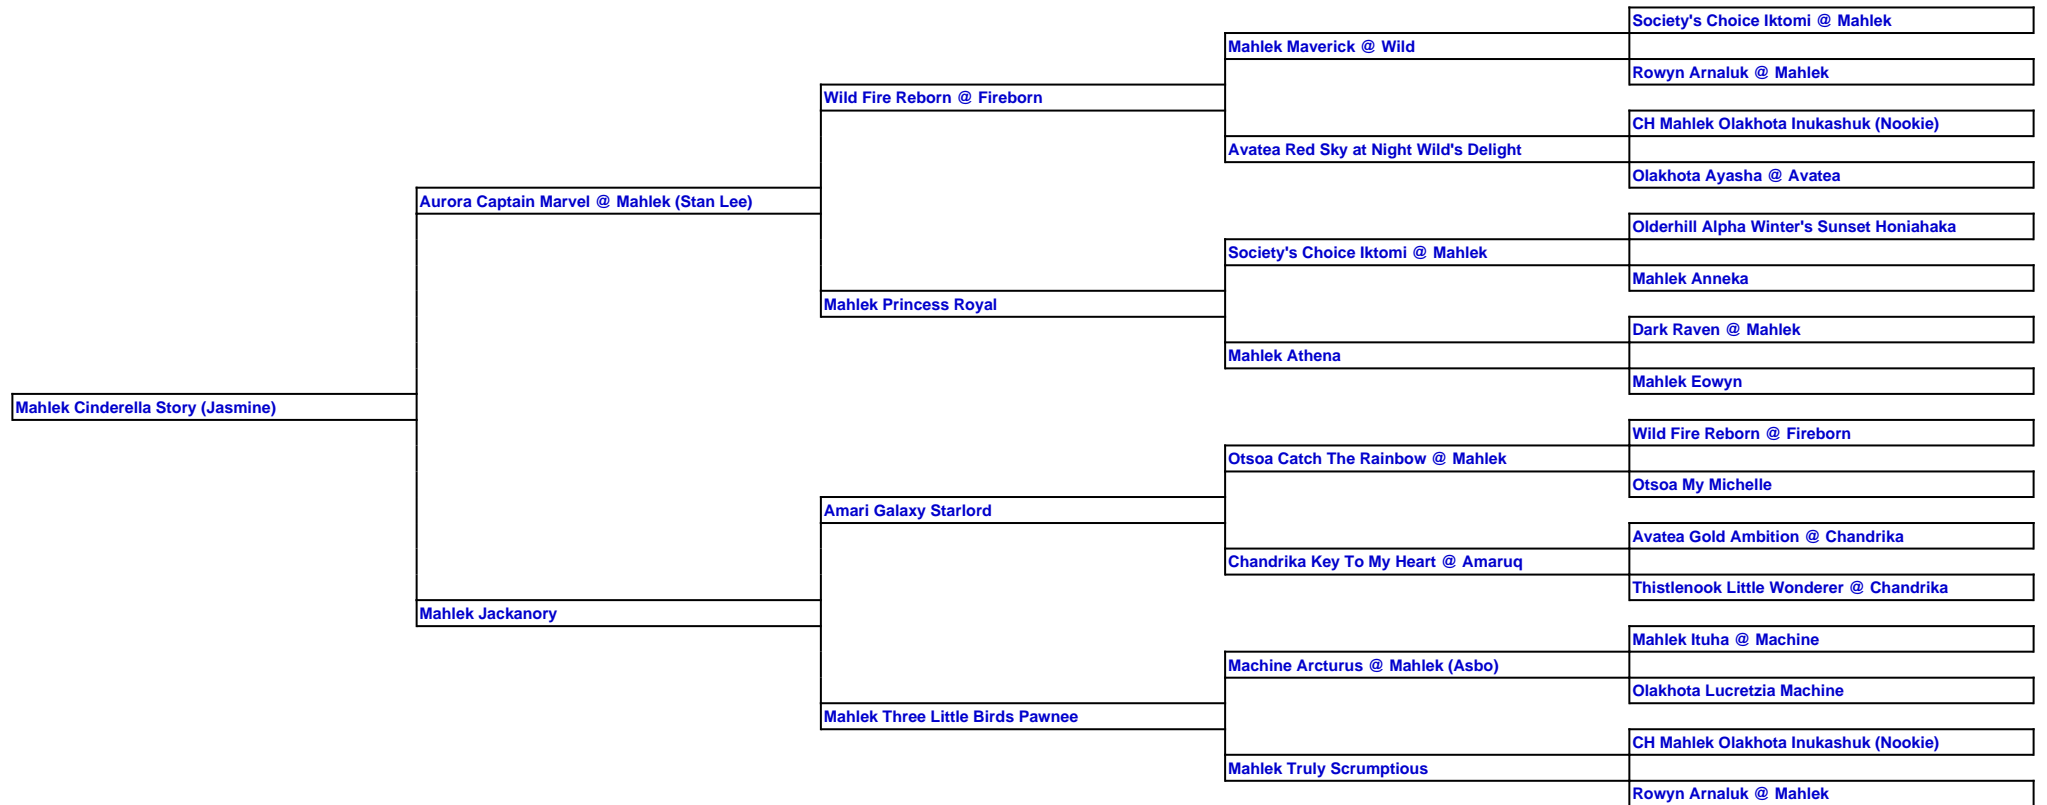 Society's Choice Iktomi @ Mahlek
Mahlek Maverick @ Wild
Rowyn Arnaluk @ Mahlek
Wild Fire Reborn @ Fireborn
CH Mahlek Olakhota Inukashuk (Nookie)
Avatea Red Sky at Night Wild's Delight
Olakhota Ayasha @ Avatea
Aurora Captain Marvel @ Mahlek (Stan Lee)
Olderhill Alpha Winter's Sunset Honiahaka
Society's Choice Iktomi @ Mahlek
Mahlek Anneka
Mahlek Princess Royal
Dark Raven @ Mahlek
Mahlek Athena
Mahlek Eowyn
Mahlek Cinderella Story (Jasmine)
Wild Fire Reborn @ Fireborn
Otsoa Catch The Rainbow @ Mahlek
Otsoa My Michelle
Amari Galaxy Starlord
Avatea Gold Ambition @ Chandrika
Chandrika Key To My Heart @ Amaruq
Thistlenook Little Wonderer @ Chandrika
Mahlek Jackanory
Mahlek Ituha @ Machine
Machine Arcturus @ Mahlek (Asbo)
Olakhota Lucretzia Machine
Mahlek Three Little Birds Pawnee
CH Mahlek Olakhota Inukashuk (Nookie)
Mahlek Truly Scrumptious
Rowyn Arnaluk @ Mahlek